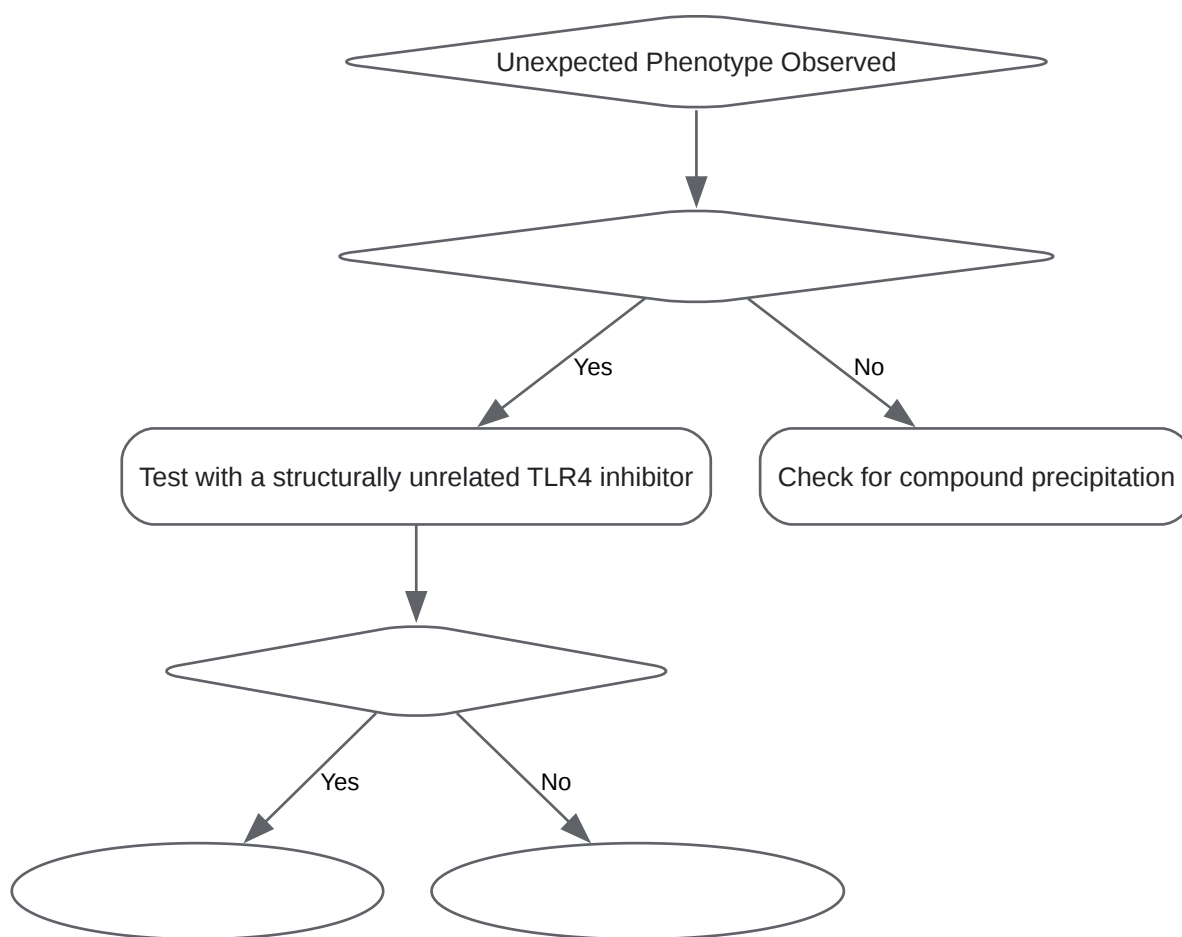 Unexpected Phenotype Observed
Yes
No
Test with a structurally unrelated TLR4 inhibitor
Check for compound precipitation
Yes
No